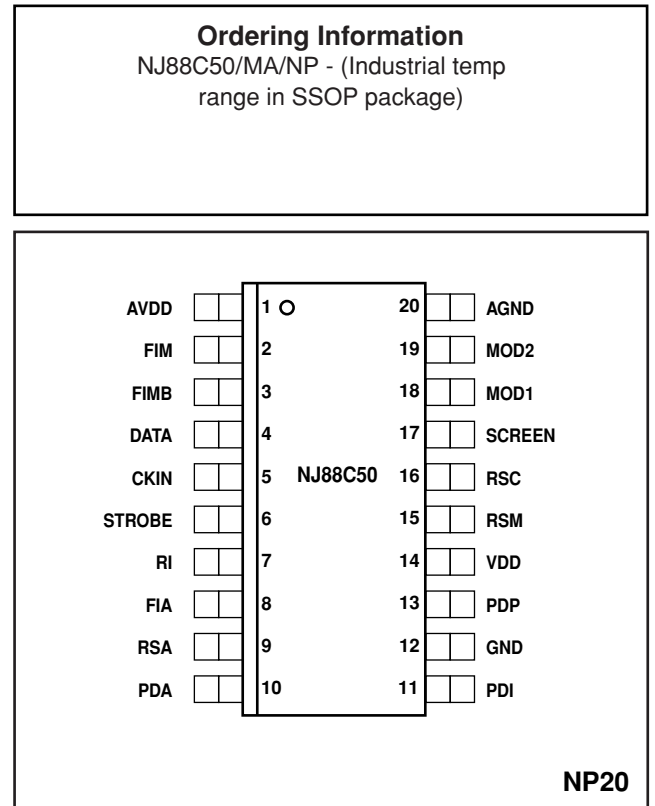 Ordering Information
NJ88C50/MA/NP - (Industrial temp
range in SSOP package)
AVDD 1 20 AGND
FIM 2 19 MOD2
FIMB 3 18 MOD1
DATA 4 17 SCREEN
CKIN 5 NJ88C50 16 RSC
STROBE 6 15 RSM
RI 7 14 VDD
FIA 8 13 PDP
RSA 9 12 GND
PDA 10 11 PDI
NP20